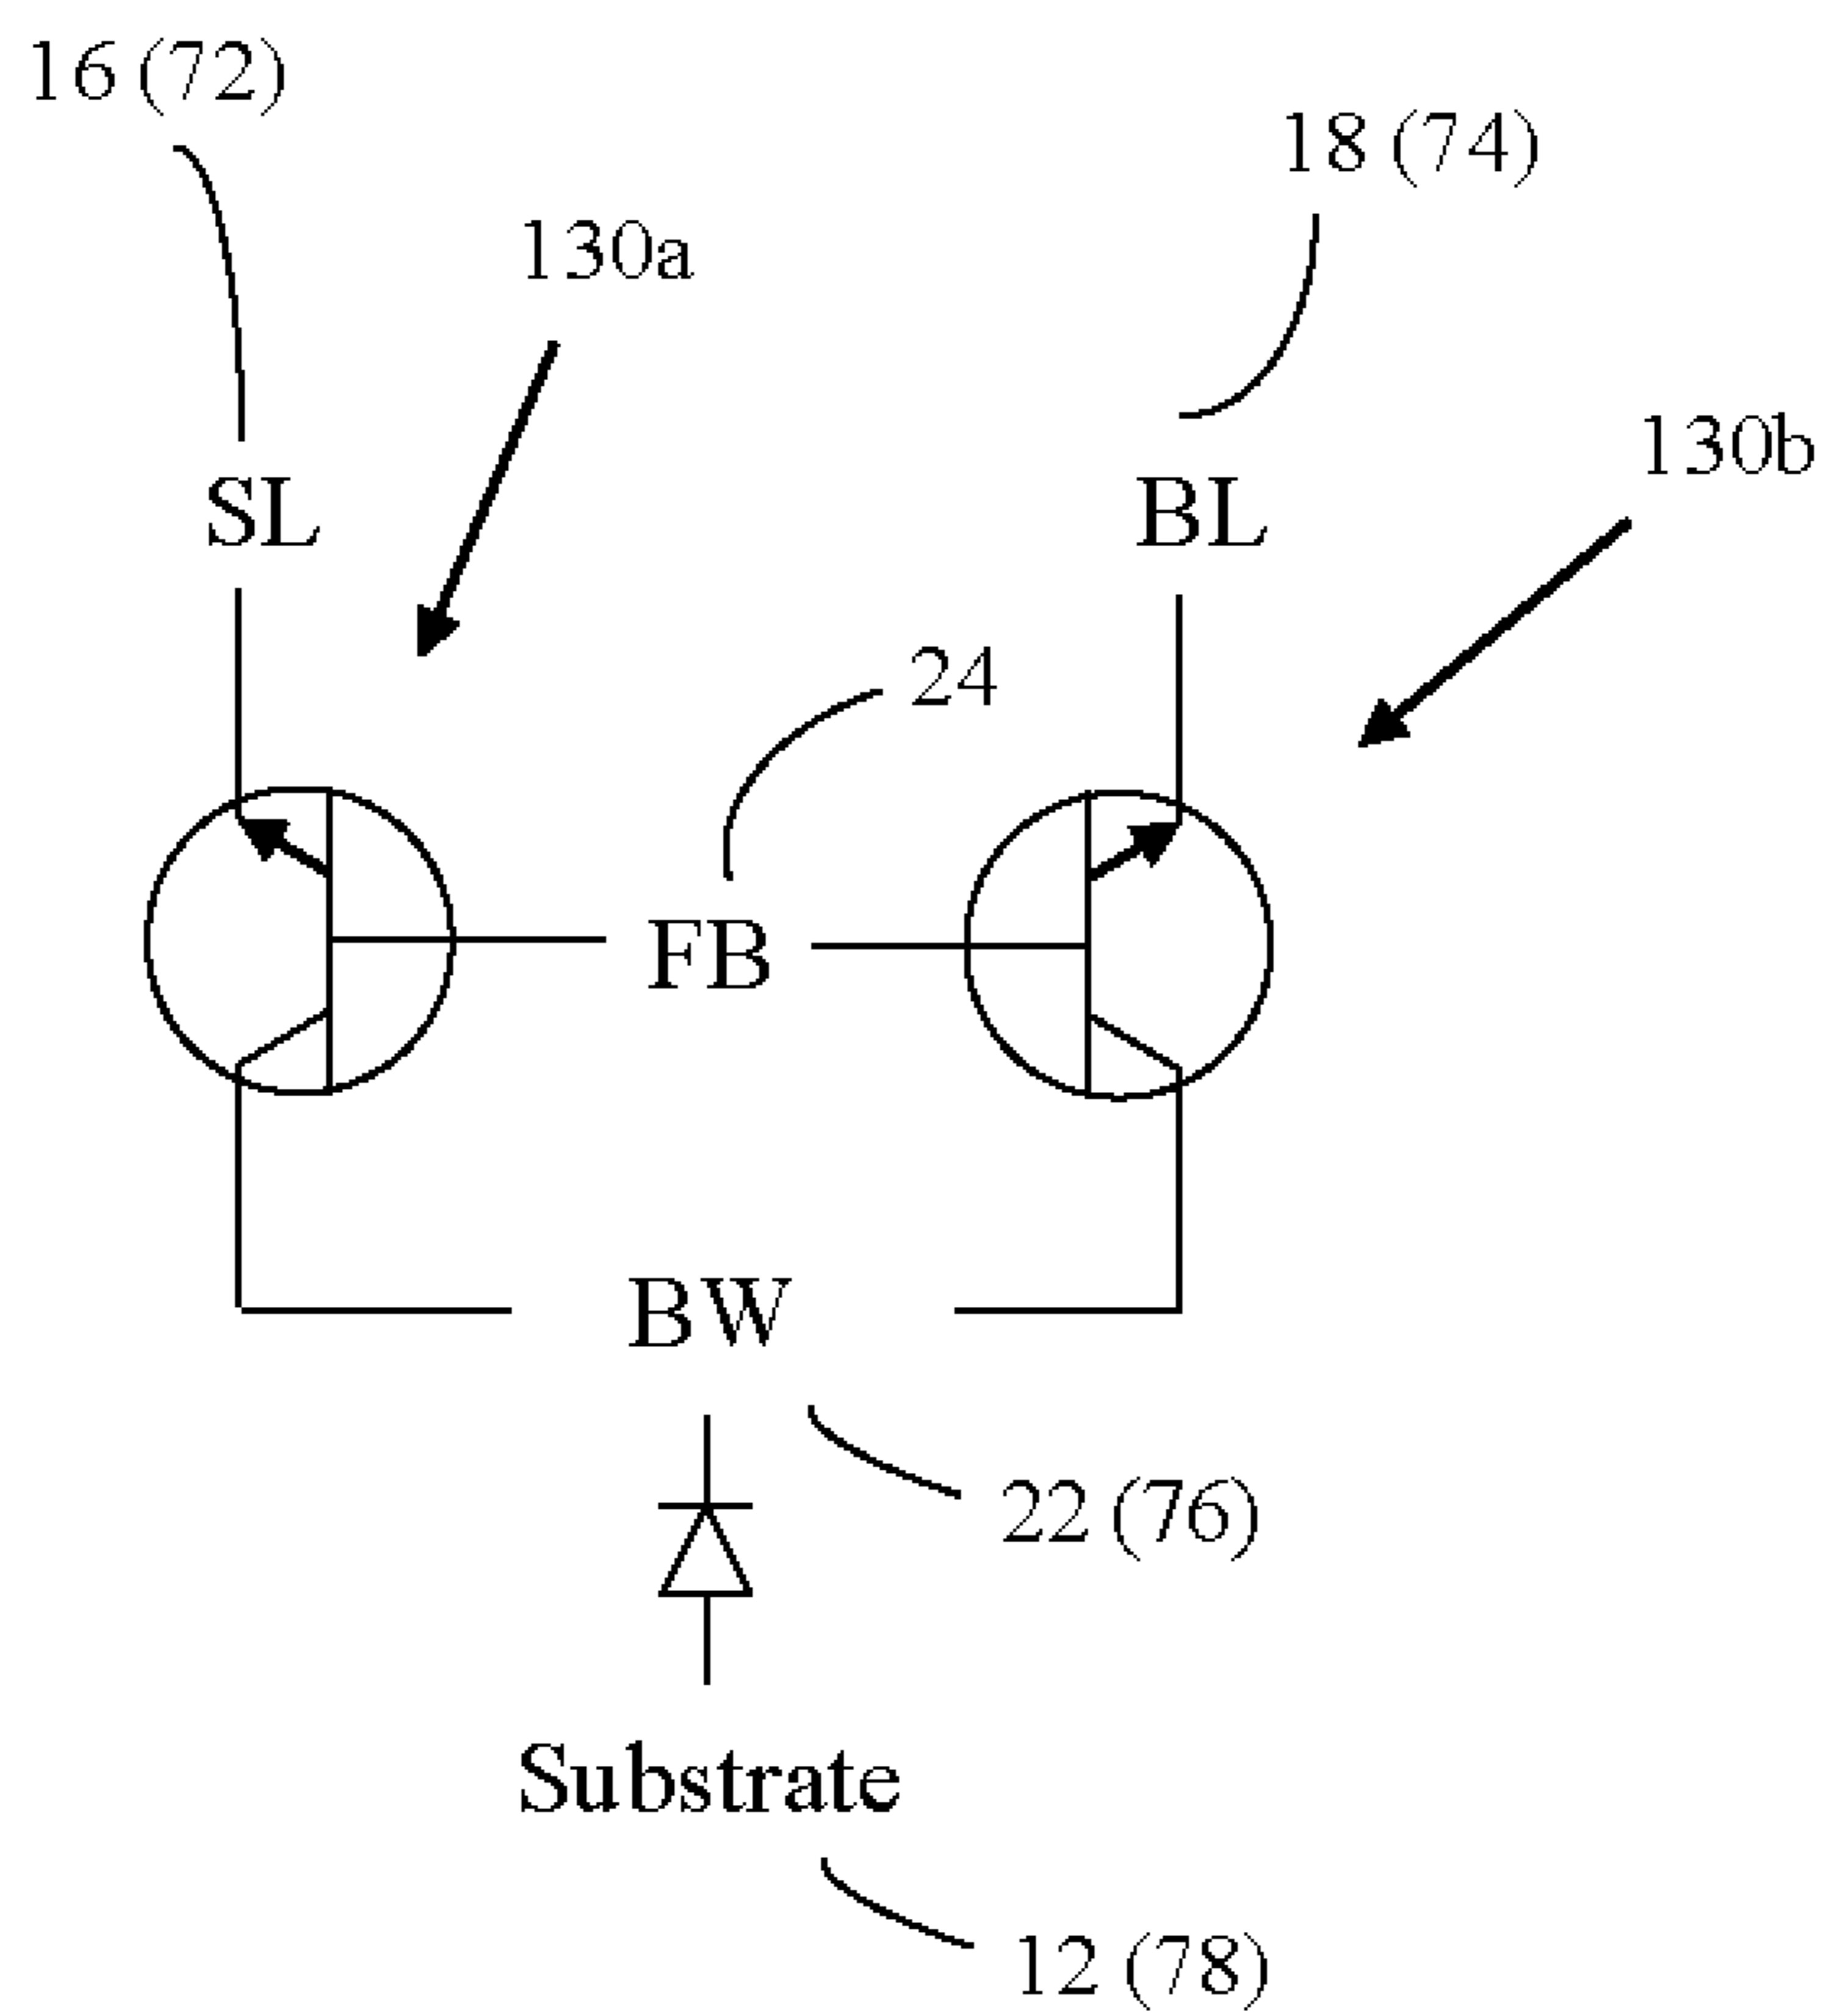 16 (72)
18 (74)
130a
130b
SL
BL
24
FB
BW
22 (76)
Substrate
12 (78)